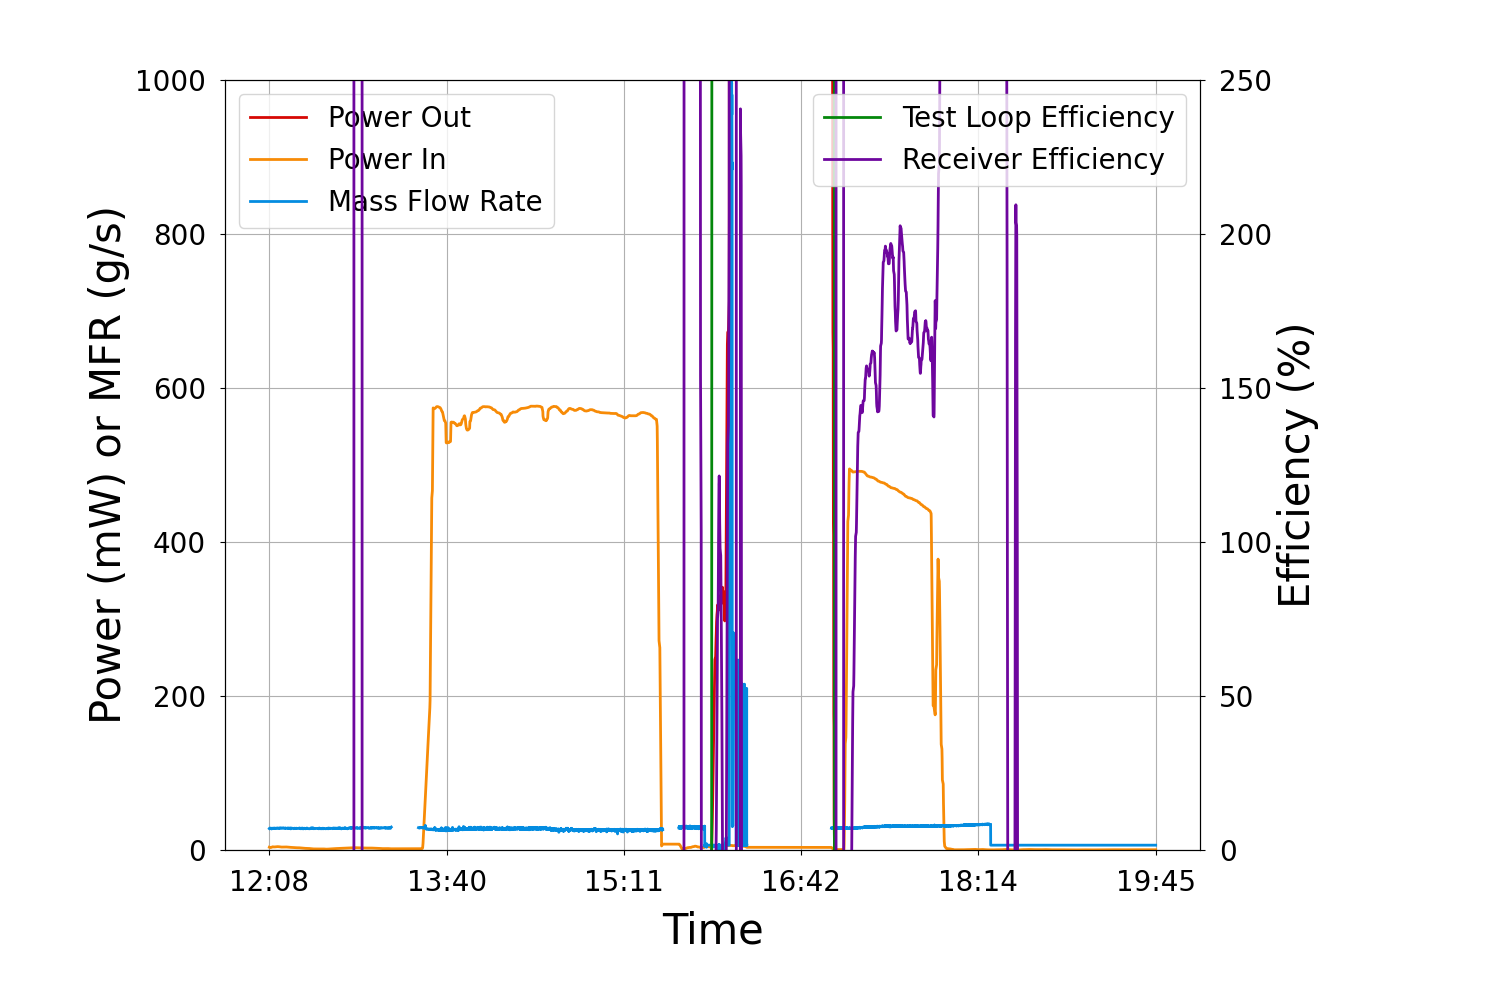 1000
800
600
400
200
0
Power (mW) or MFR (g/s)
Power Out
Power In
Mass Flow Rate
Test Loop Efficiency
Receiver Efficiency
250
200
150
100
50
0
Efficiency (%)
12:08 13:40 15:11 16:42 18:14 19:45
Time